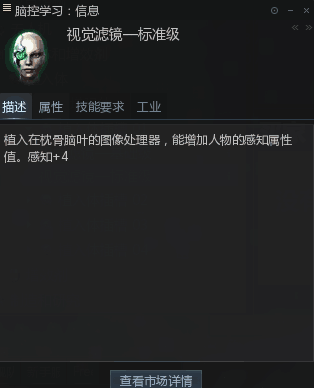 脑控学习：信息
视觉滤镜—标准级
描述 属性 技能要求 工业
植入在枕骨脑叶的图像处理器，能增加人物的感知属性
值。感知+4
查看市场详情